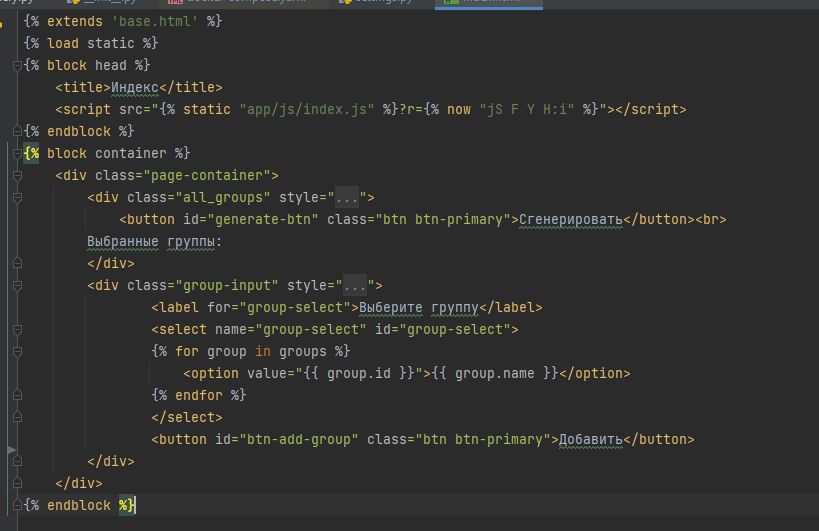 {% extends 'base.html' %}
{% load static %}
{% block head %}
    <title>Индекс</title>
    <script src="{% static "app/js/index.js" %}?r={% now "jS F Y H:i" %}"></script>
{% endblock %}
{% block container %}
    <div class="page-container">
        <div class="all_groups" style="...">
            <button id="generate-btn" class="btn btn-primary">Сгенерировать</button><br>
        Выбранные группы:
        </div>
        <div class="group-input" style="...">
                <label for="group-select">Выберите группу</label>
                <select name="group-select" id="group-select">
                {% for group in groups %}
                    <option value="{{ group.id }}">{{ group.name }}</option>
                {% endfor %}
                </select>
                <button id="btn-add-group" class="btn btn-primary">Добавить</button>
        </div>
    </div>
{% endblock %}